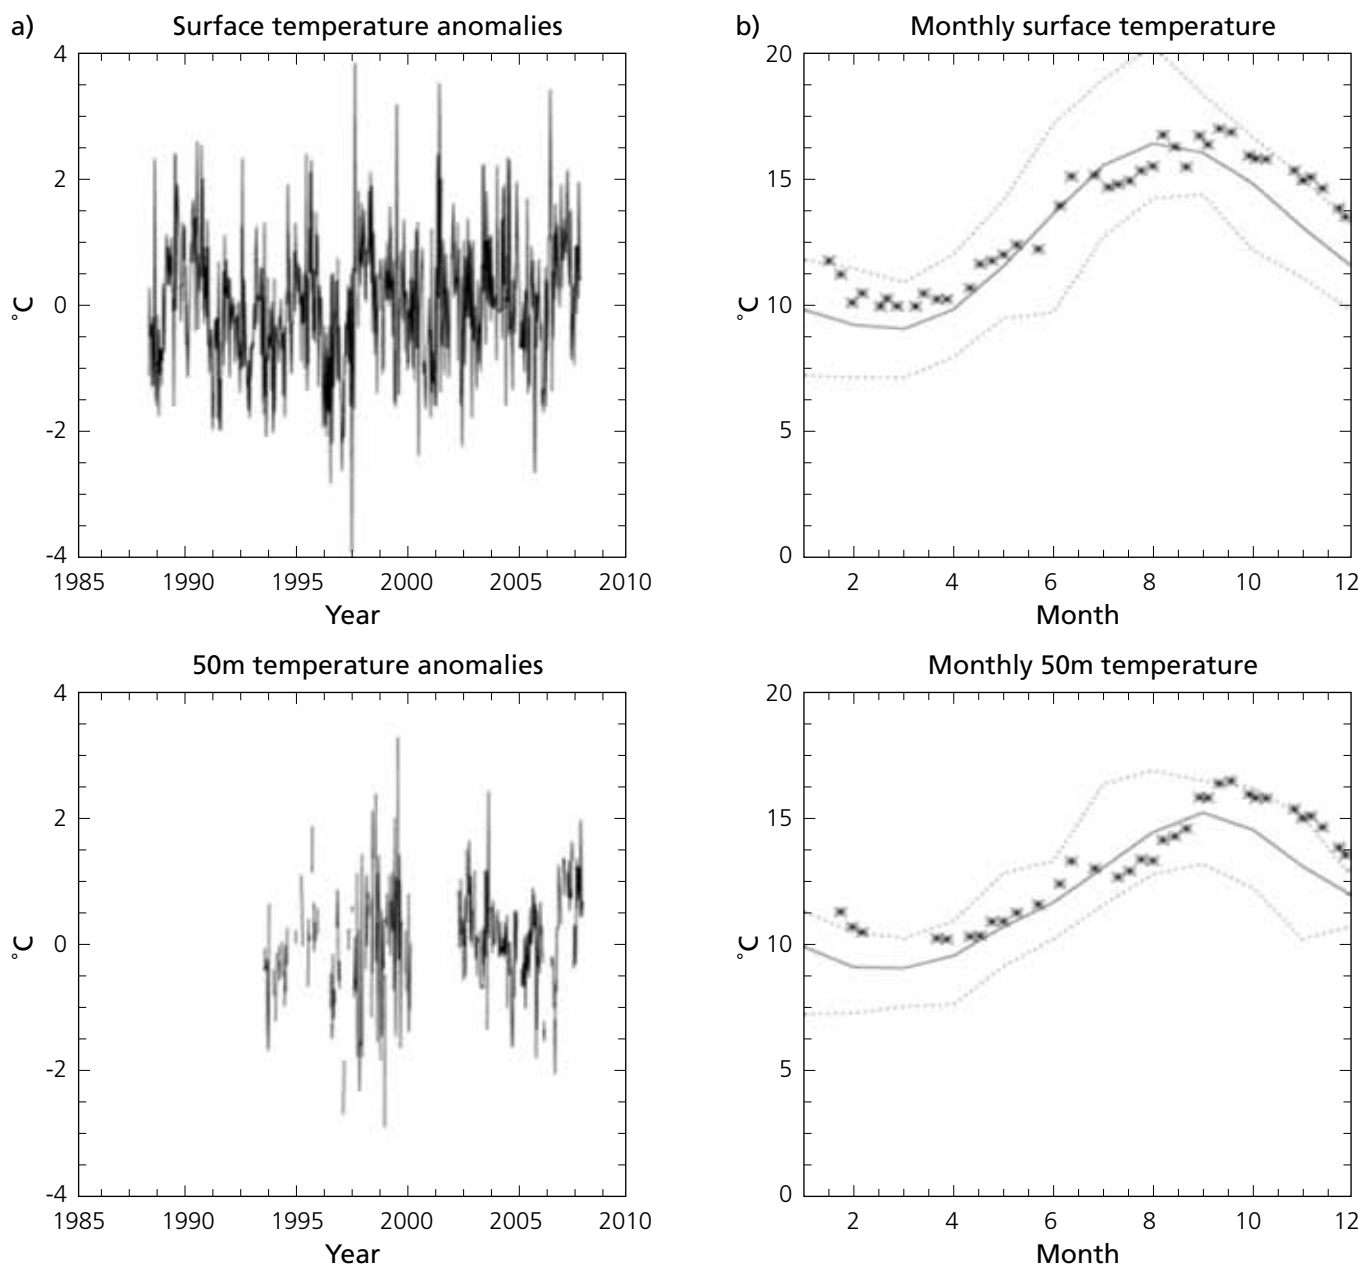 a) Surface temperature anomalies
4
2
0
-2
-4
°C
1985 1990 1995 2000 2005 2010
Year
b) Monthly surface temperature
20
15
10
5
0
°C
2 4 6 8 10 12
Month
50m temperature anomalies
4
2
0
-2
-4
°C
1985 1990 1995 2000 2005 2010
Year
Monthly 50m temperature
20
15
10
5
0
°C
2 4 6 8 10 12
Month